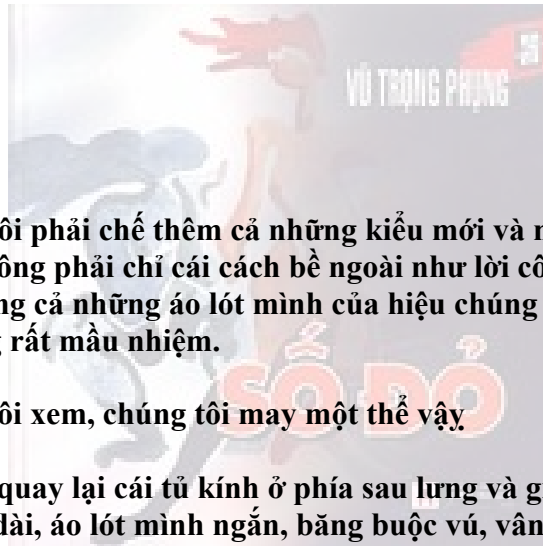 VŨ TRỌNG PHỤNG
ôi phải chế thêm cả những kiểu mới và
ông phải chỉ cái cách bề ngoài như lời
ng cả những áo lót mình của hiệu chúng
rất mầu nhiệm.
SỐ ĐỎ
ôi xem, chúng tôi may một thể vậy
quay lại cái tủ kính ở phía sau lưng và
dài, áo lót mình ngắn, băng buộc vú, vân